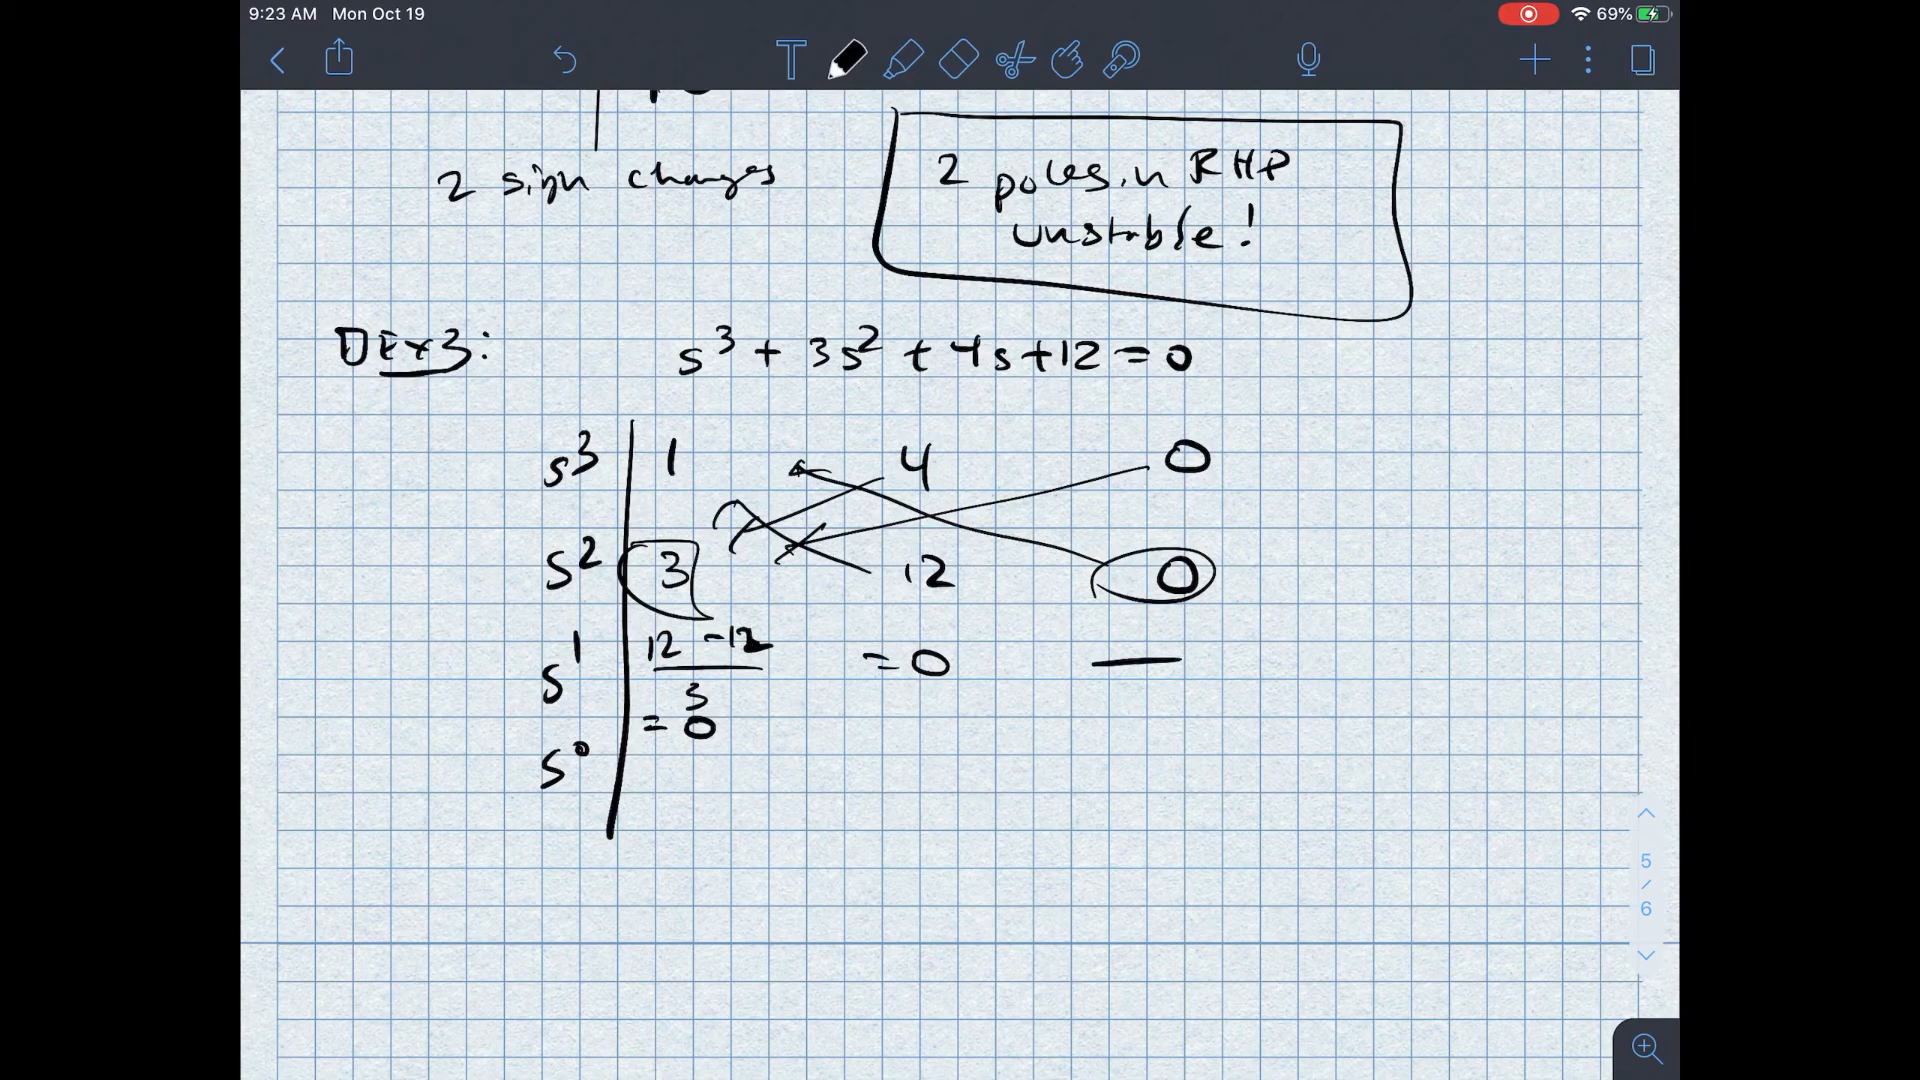 9:23 AM Mon Oct 19
69%
2 sign changes
2 poles in RHP
unstable!
Ex3:
s³ + 3s² + 4s + 12 = 0
s³ 1 4 0
s² 3 12 0
s¹ 12 - 12 = 0 —
3
= 0
s⁰
5
/
6